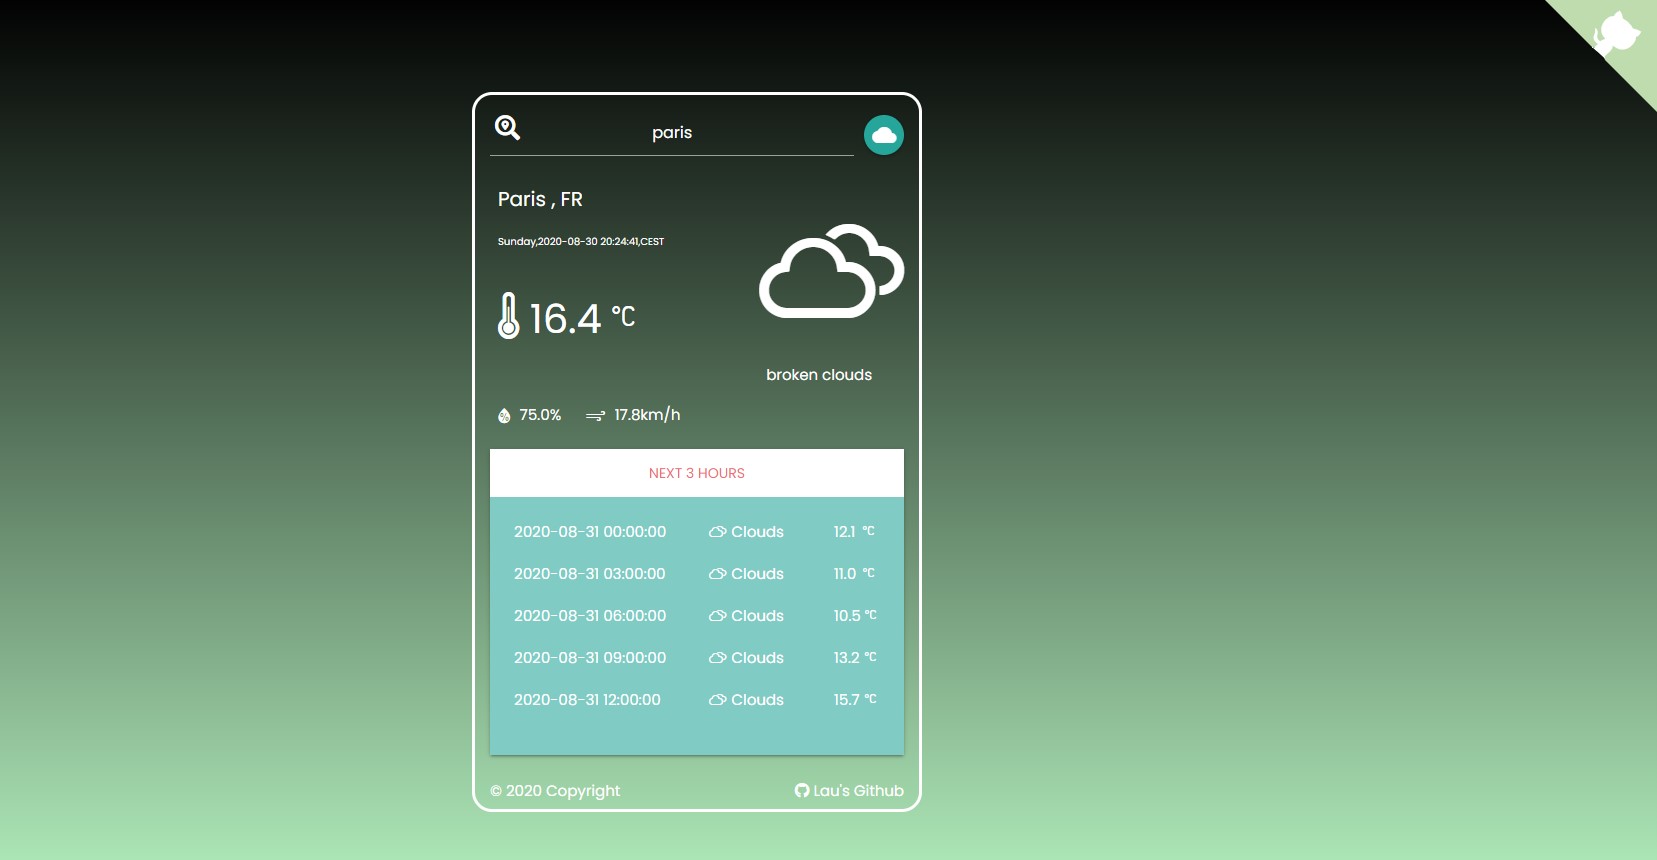 paris
Paris , FR
Sunday,2020-08-30 20:24:41,CEST
16.4 °C
broken clouds
75.0% 17.8km/h
NEXT 3 HOURS
2020-08-31 00:00:00 Clouds 12.1 °C
2020-08-31 03:00:00 Clouds 11.0 °C
2020-08-31 06:00:00 Clouds 10.5 °C
2020-08-31 09:00:00 Clouds 13.2 °C
2020-08-31 12:00:00 Clouds 15.7 °C
© 2020 Copyright Lau's Github